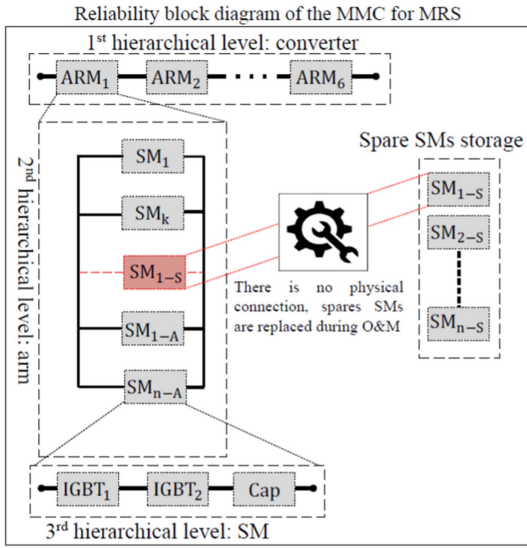 Reliability block diagram of the MMC for MRS
1st hierarchical level: converter
ARM1
ARM2
ARM6
2nd hierarchical level: arm
SM1
SMk
SM1−S
SM1−A
SMn−A
Spare SMs storage
SM1−S
SM2−S
SMn−S
There is no physical
connection, spares SMs
are replaced during O&M
IGBT1
IGBT2
Cap
3rd hierarchical level: SM